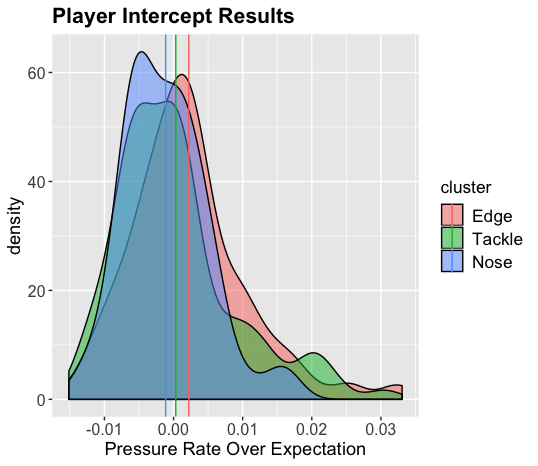 Player Intercept Results
60
40
20
0
density
-0.01
0.00
0.01
0.02
0.03
Pressure Rate Over Expectation
cluster
Edge
Tackle
Nose